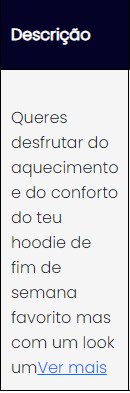 Descrição
Queres
desfrutar do
aquecimento
e do conforto
do teu
hoodie de
fim de
semana
favorito mas
com um look
umVer mais